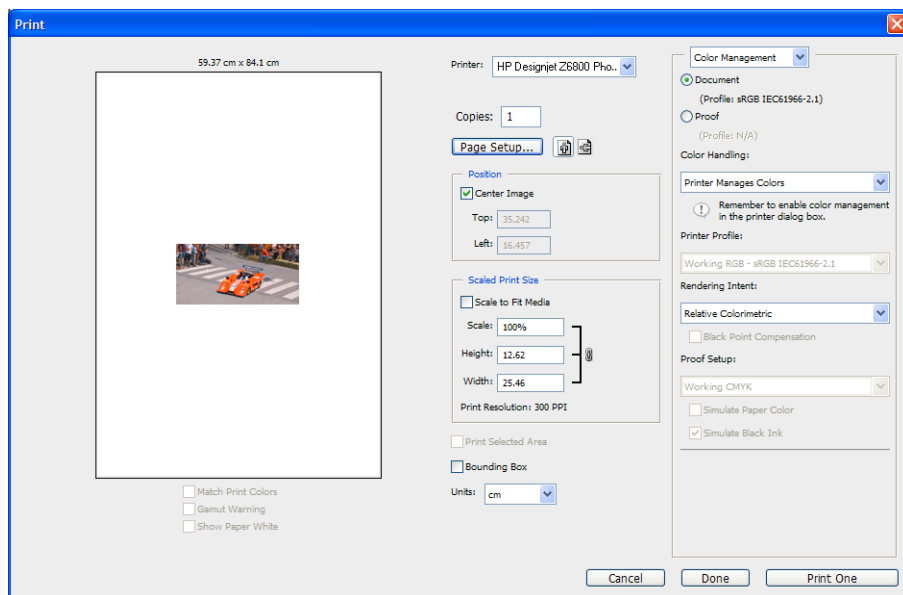 Print
59.37 cm x 84.1 cm
Match Print Colors
Gamut Warning
Show Paper White
Printer: HP Designjet Z6800 Pho..
Copies: 1
Page Setup...
Position
Center Image
Top: 35.242
Left: 16.457
Scaled Print Size
Scale to Fit Media
Scale: 100%
Height: 12.62
Width: 25.46
Print Resolution: 300 PPI
Print Selected Area
Bounding Box
Units: cm
Color Management
Document
(Profile: sRGB IEC61966-2.1)
Proof
(Profile: N/A)
Color Handling:
Printer Manages Colors
Remember to enable color management
in the printer dialog box.
Printer Profile:
Working RGB - sRGB IEC61966-2.1
Rendering Intent:
Relative Colorimetric
Black Point Compensation
Proof Setup:
Working CMYK
Simulate Paper Color
Simulate Black Ink
Cancel
Done
Print One